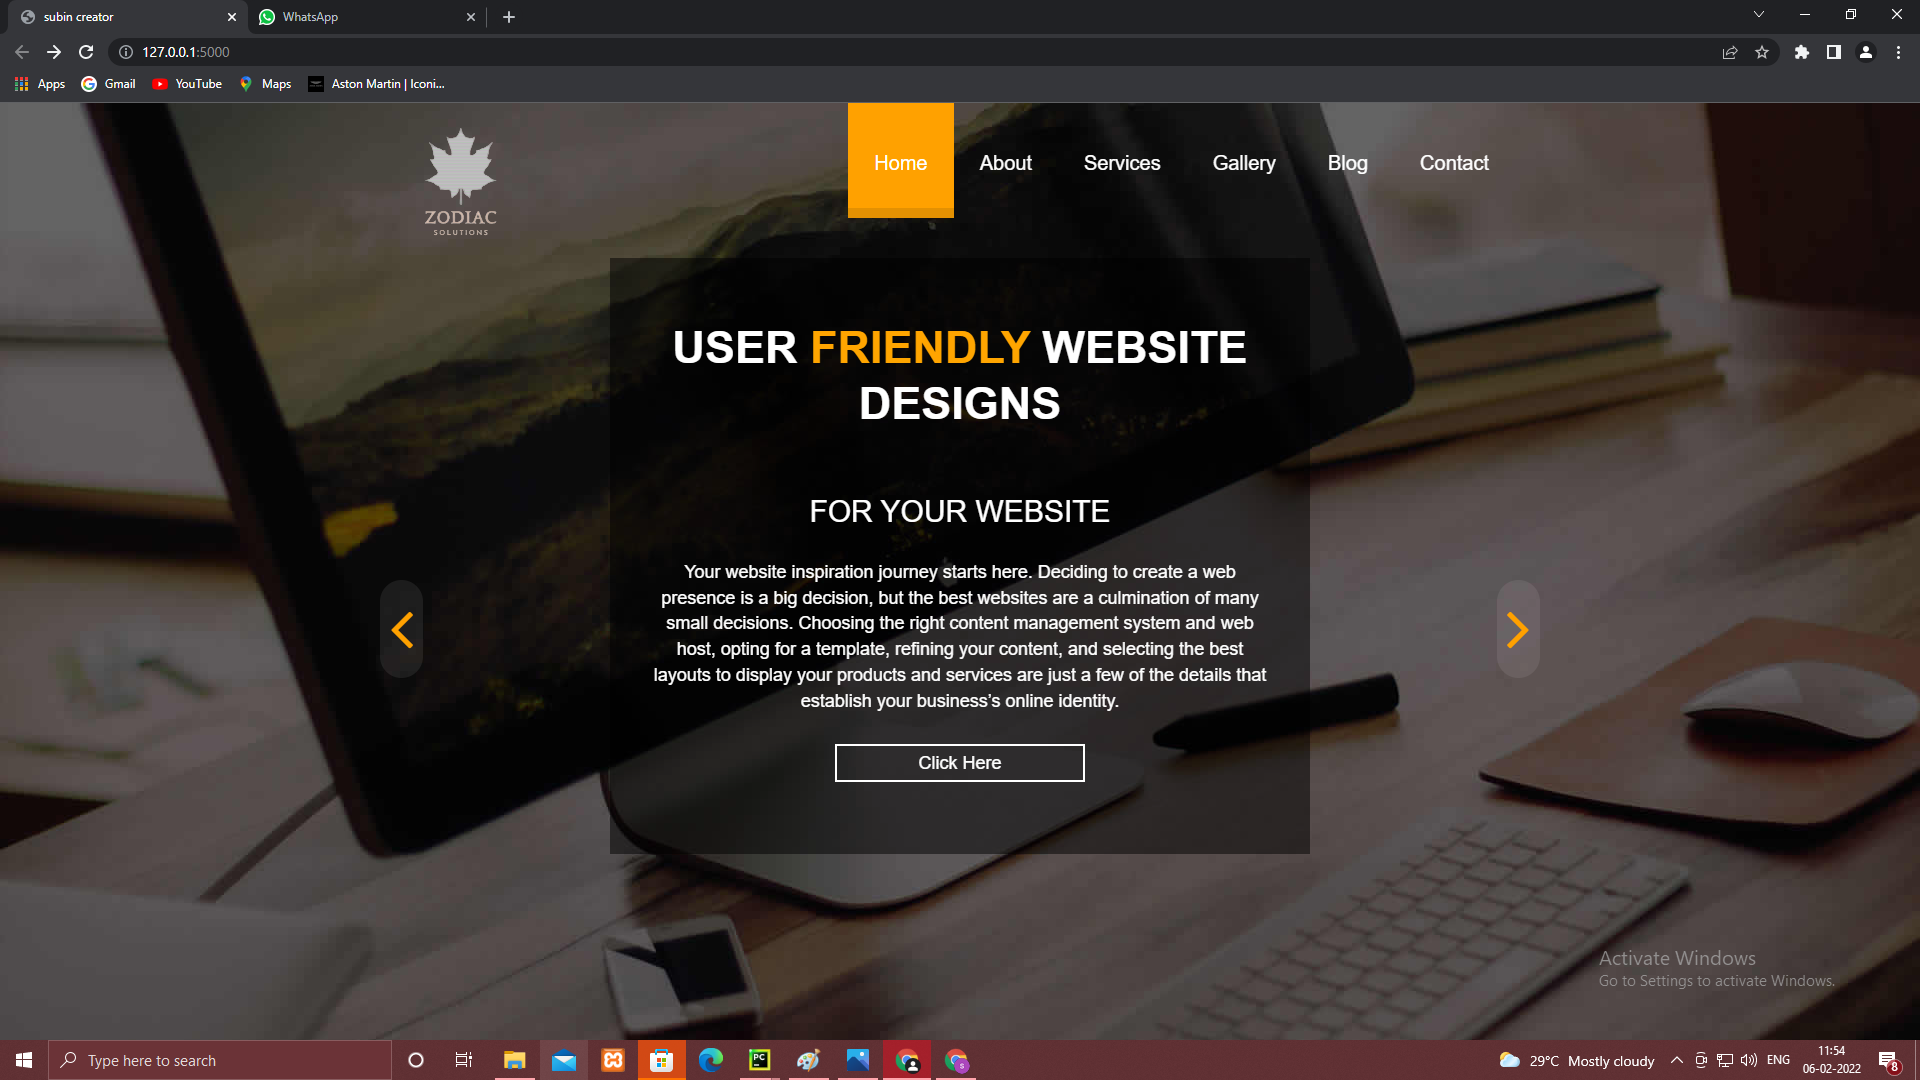 subin creator
WhatsApp
127.0.0.1:5000
Apps
Gmail
YouTube
Maps
Aston Martin | Iconi...
ZODIAC
SOLUTIONS
Home
About
Services
Gallery
Blog
Contact
USER FRIENDLY WEBSITE
DESIGNS
FOR YOUR WEBSITE
Your website inspiration journey starts here. Deciding to create a web
presence is a big decision, but the best websites are a culmination of many
small decisions. Choosing the right content management system and web
host, opting for a template, refining your content, and selecting the best
layouts to display your products and services are just a few of the details that
establish your business’s online identity.
Click Here
Activate Windows
Go to Settings to activate Windows.
Type here to search
PC
S
29°C Mostly cloudy
ENG
11:54
06-02-2022
8